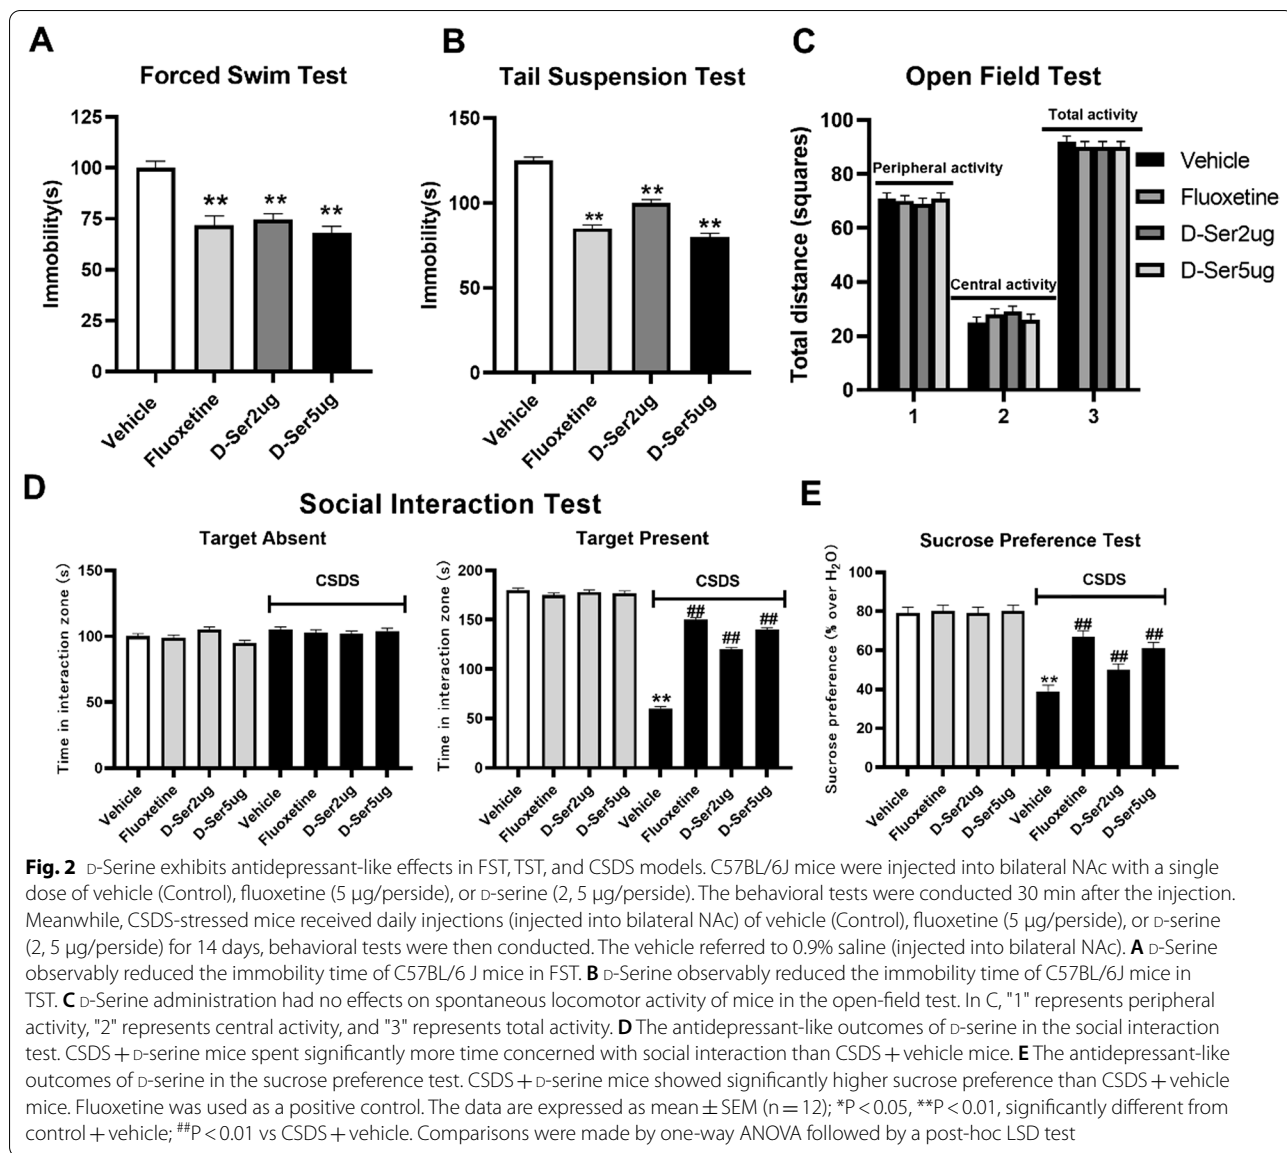 A
Forced Swim Test
Immobility(s)
125
100
75
50
25
0
**
**
**
Vehicle
Fluoxetine
D-Ser2ug
D-Ser5ug
B
Tail Suspension Test
Immobility(s)
150
100
50
0
**
**
**
Vehicle
Fluoxetine
D-Ser2ug
D-Ser5ug
C
Open Field Test
Total distance (squares)
100
80
60
40
20
0
Peripheral activity
Central activity
Total activity
1
2
3
Vehicle
Fluoxetine
D-Ser2ug
D-Ser5ug
D
Social Interaction Test
Target Absent
Time in interaction zone (s)
150
100
50
0
CSDS
Vehicle
Fluoxetine
D-Ser2ug
D-Ser5ug
Vehicle
Fluoxetine
D-Ser2ug
D-Ser5ug
Target Present
Time in interaction zone (s)
200
150
100
50
0
CSDS
**
##
##
##
Vehicle
Fluoxetine
D-Ser2ug
D-Ser5ug
Vehicle
Fluoxetine
D-Ser2ug
D-Ser5ug
E
Sucrose Preference Test
Sucrose preference (% over H₂O)
100
80
60
40
20
0
CSDS
**
##
##
##
Vehicle
Fluoxetine
D-Ser2ug
D-Ser5ug
Vehicle
Fluoxetine
D-Ser2ug
D-Ser5ug
Fig. 2 D-Serine exhibits antidepressant-like effects in FST, TST, and CSDS models. C57BL/6J mice were injected into bilateral NAc with a single
dose of vehicle (Control), fluoxetine (5 µg/perside), or D-serine (2, 5 µg/perside). The behavioral tests were conducted 30 min after the injection.
Meanwhile, CSDS-stressed mice received daily injections (injected into bilateral NAc) of vehicle (Control), fluoxetine (5 µg/perside), or D-serine
(2, 5 µg/perside) for 14 days, behavioral tests were then conducted. The vehicle referred to 0.9% saline (injected into bilateral NAc). A D-Serine
observably reduced the immobility time of C57BL/6 J mice in FST. B D-Serine observably reduced the immobility time of C57BL/6J mice in
TST. C D-Serine administration had no effects on spontaneous locomotor activity of mice in the open-field test. In C, "1" represents peripheral
activity, "2" represents central activity, and "3" represents total activity. D The antidepressant-like outcomes of D-serine in the social interaction
test. CSDS + D-serine mice spent significantly more time concerned with social interaction than CSDS + vehicle mice. E The antidepressant-like
outcomes of D-serine in the sucrose preference test. CSDS + D-serine mice showed significantly higher sucrose preference than CSDS + vehicle
mice. Fluoxetine was used as a positive control. The data are expressed as mean ± SEM (n = 12); *P < 0.05, **P < 0.01, significantly different from
control + vehicle; ##P < 0.01 vs CSDS + vehicle. Comparisons were made by one-way ANOVA followed by a post-hoc LSD test